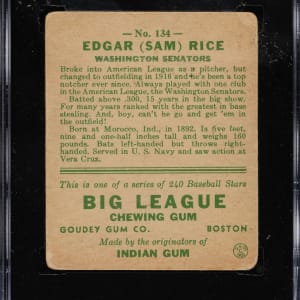 — No. 134 —
EDGAR (SAM) RICE
WASHINGTON SENATORS
Broke into American League as a pitcher, but
changed to outfielding in 1916 and he's been a top
notcher ever since. Always played with one club
in the American League, the Washington Senators.
Batted above .300, 15 years in the big show.
For many years ranked with the greatest in base
stealing. And, boy, can't he go and get 'em in
the outfield!
Born at Morocco, Ind., in 1892. Is five feet,
nine and one-half inches tall and weighs 160
pounds. Bats left-handed but throws right-
handed. Served in U. S. Navy and saw action at
Vera Cruz.
This is one of a series of 240 Baseball Stars
BIG LEAGUE
CHEWING GUM
GOUDEY GUM CO. BOSTON
Made by the originators of
INDIAN GUM